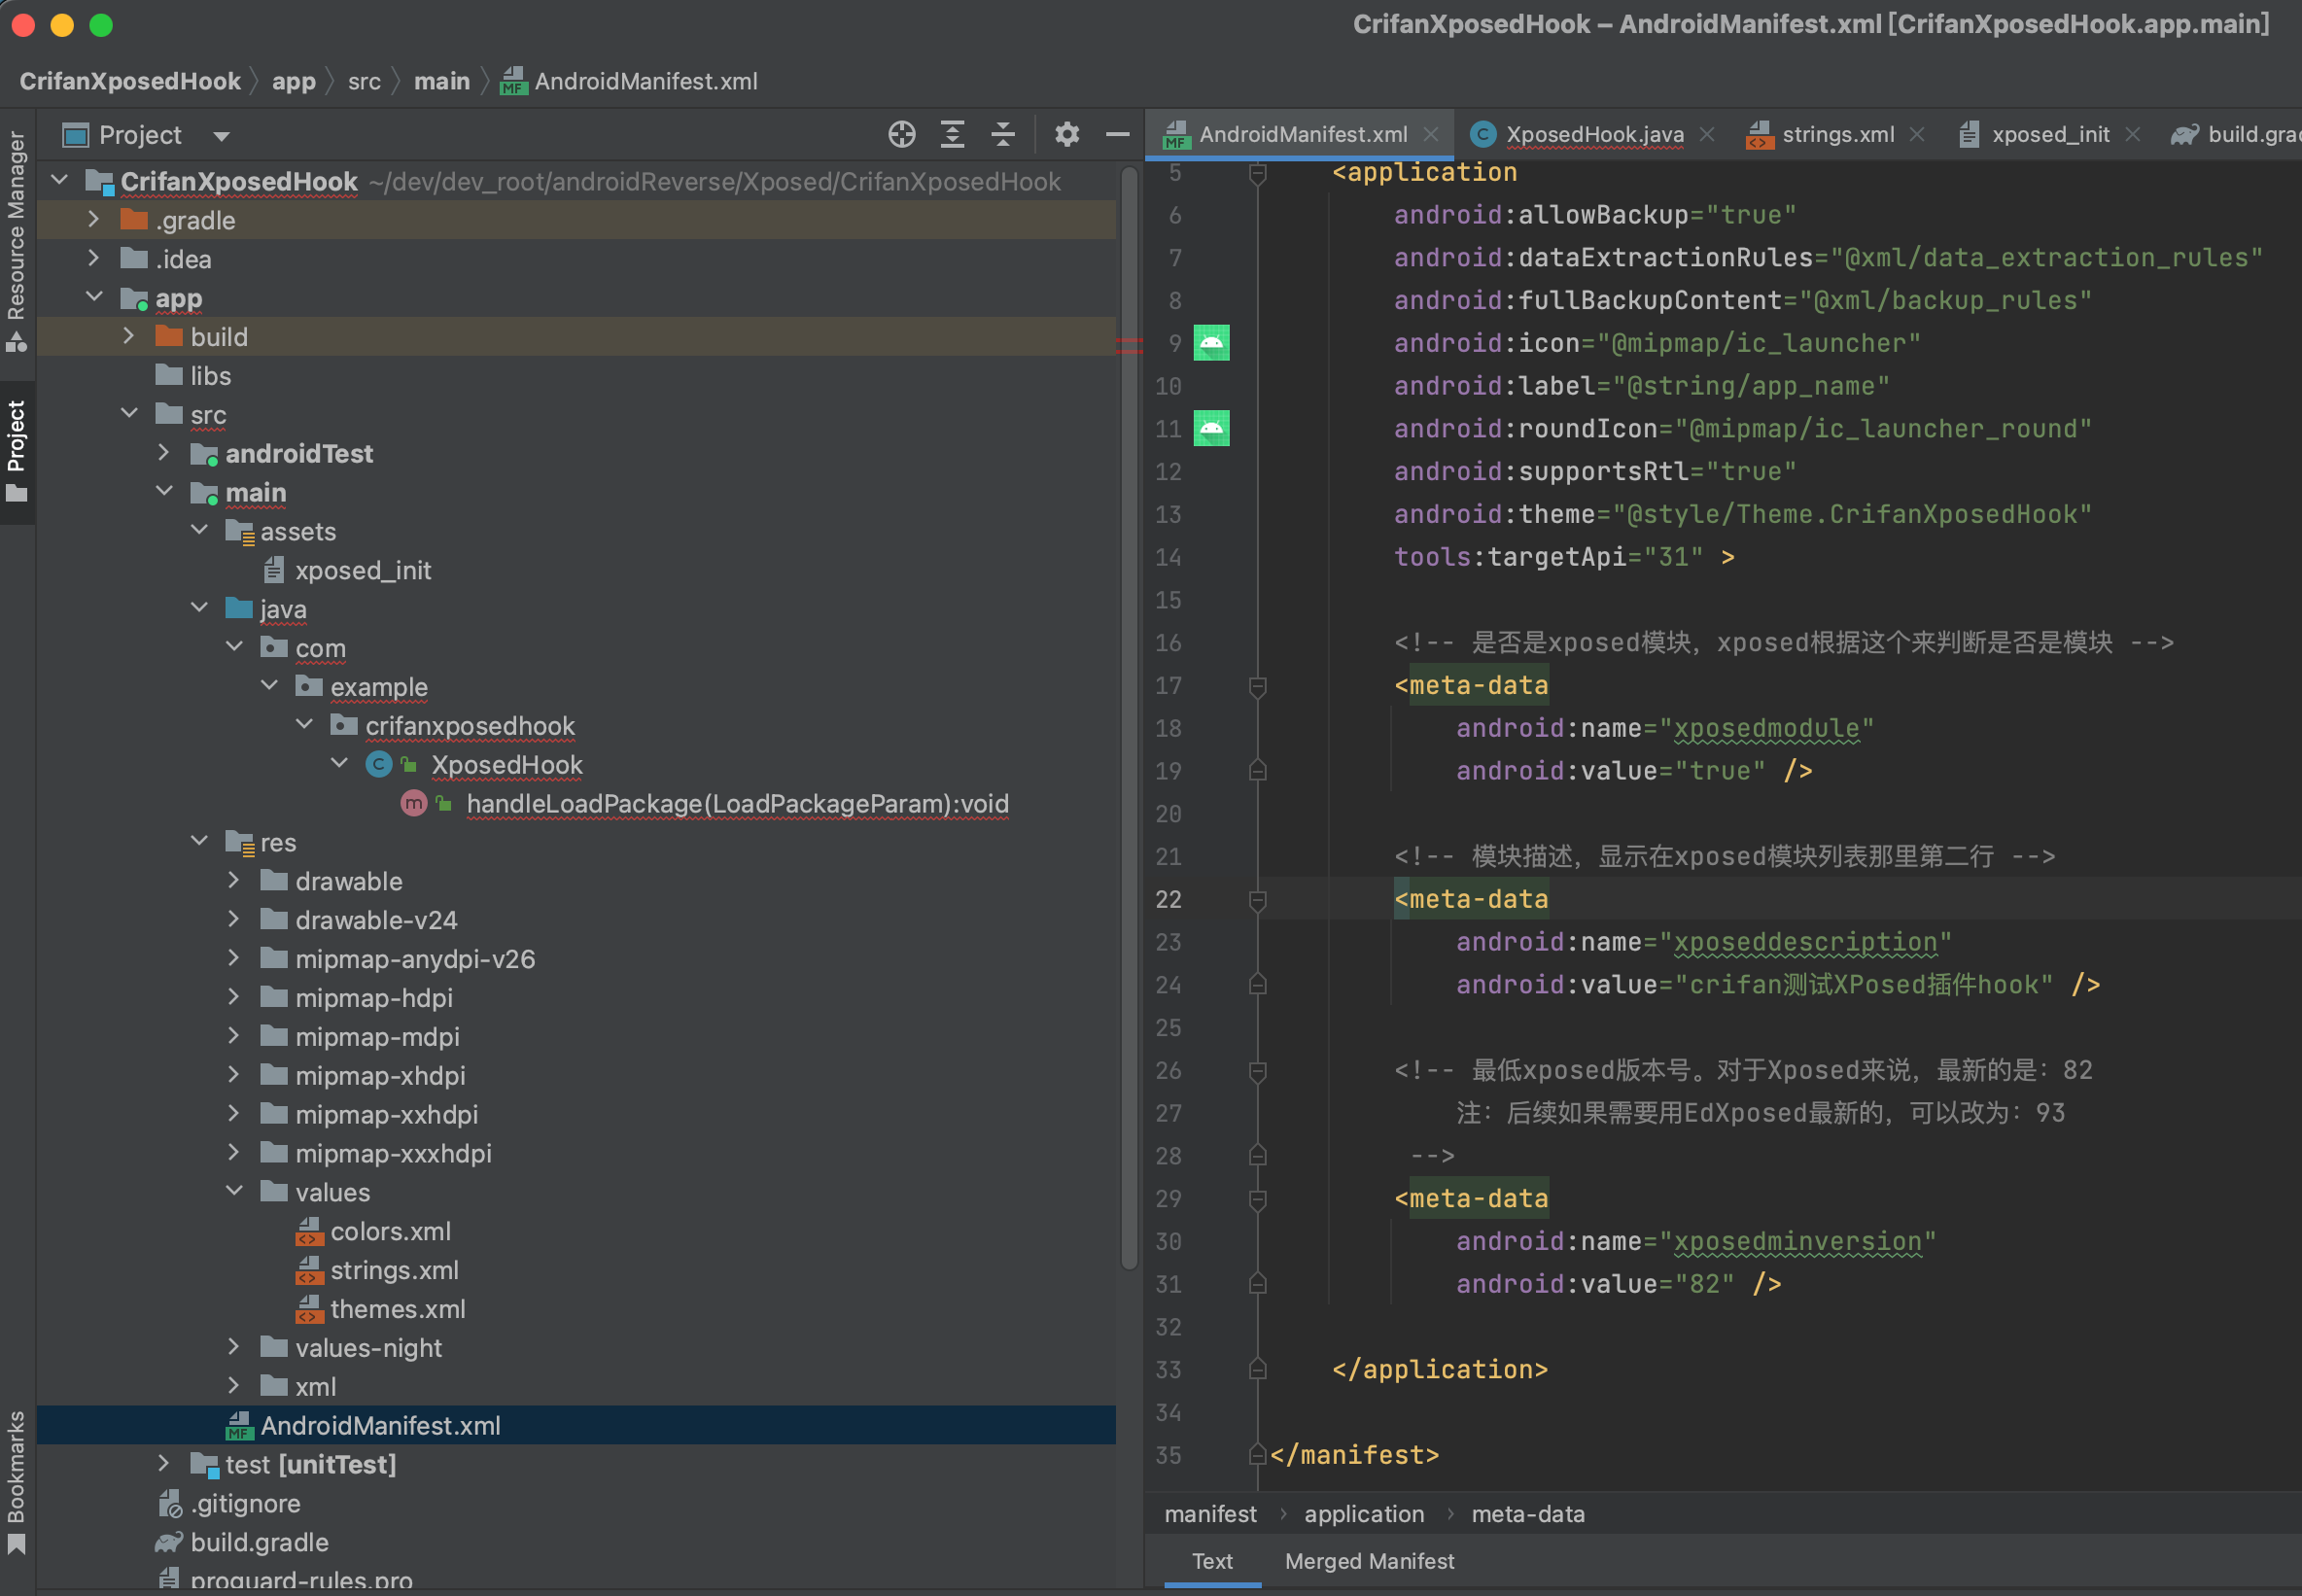 CrifanXposedHook – AndroidManifest.xml [CrifanXposedHook.app.main]
CrifanXposedHook app src main AndroidManifest.xml
Resource Manager
Project
Bookmarks
Project
CrifanXposedHook ~/dev/dev_root/androidReverse/Xposed/CrifanXposedHook
.gradle
.idea
app
build
libs
src
androidTest
main
assets
xposed_init
java
com
example
crifanxposedhook
XposedHook
handleLoadPackage(LoadPackageParam):void
res
drawable
drawable-v24
mipmap-anydpi-v26
mipmap-hdpi
mipmap-mdpi
mipmap-xhdpi
mipmap-xxhdpi
mipmap-xxxhdpi
values
colors.xml
strings.xml
themes.xml
values-night
xml
AndroidManifest.xml
test [unitTest]
.gitignore
build.gradle
proguard-rules.pro
AndroidManifest.xml XposedHook.java strings.xml xposed_init build.grad
5 <application
6 android:allowBackup="true"
7 android:dataExtractionRules="@xml/data_extraction_rules"
8 android:fullBackupContent="@xml/backup_rules"
9 android:icon="@mipmap/ic_launcher"
10 android:label="@string/app_name"
11 android:roundIcon="@mipmap/ic_launcher_round"
12 android:supportsRtl="true"
13 android:theme="@style/Theme.CrifanXposedHook"
14 tools:targetApi="31" >
15
16 <!-- 是否是xposed模块，xposed根据这个来判断是否是模块 -->
17 <meta-data
18 android:name="xposedmodule"
19 android:value="true" />
20
21 <!-- 模块描述，显示在xposed模块列表那里第二行 -->
22 <meta-data
23 android:name="xposeddescription"
24 android:value="crifan测试XPosed插件hook" />
25
26 <!-- 最低xposed版本号。对于Xposed来说，最新的是：82
27 注：后续如果需要用EdXposed最新的，可以改为：93
28 -->
29 <meta-data
30 android:name="xposedminversion"
31 android:value="82" />
32
33 </application>
34
35 </manifest>
manifest › application › meta-data
Text Merged Manifest